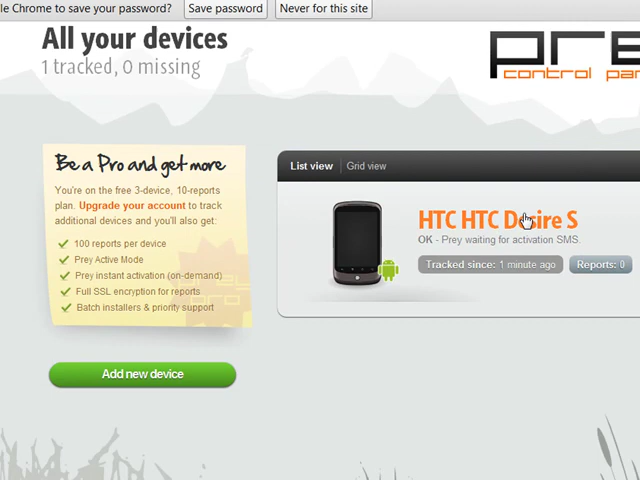 le Chrome to save your password? Save password Never for this site
All your devices
1 tracked, 0 missing
control
Be a Pro and get more
You're on the free 3-device, 10-reports
plan. Upgrade your account to track
additional devices and you'll also get:
100 reports per device
Prey Active Mode
Prey instant activation (on-demand)
Full SSL encryption for reports
Batch installers & priority support
Add new device
List view Grid view
HTC HTC Desire S
OK - Prey waiting for activation SMS.
Tracked since: 1 minute ago Reports: 0